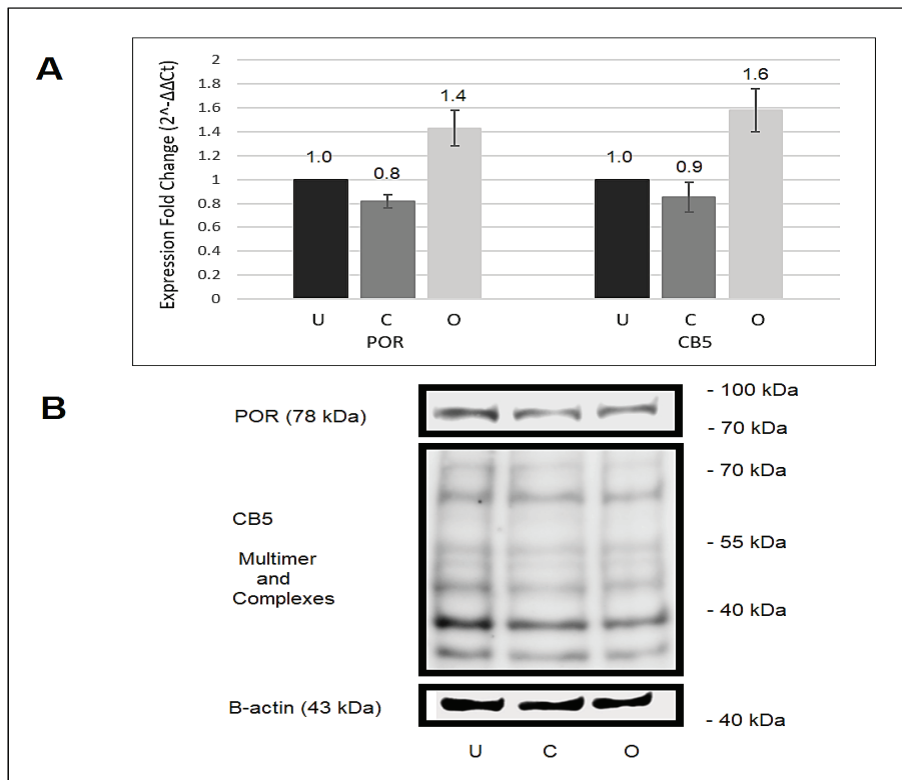 A
Expression Fold Change (2^-ΔΔCt)
2
1.8
1.6
1.4
1.2
1
0.8
0.6
0.4
0.2
0
1.0
0.8
1.4
1.0
0.9
1.6
U C O U C O
POR CB5
B
POR (78 kDa)
- 100 kDa
- 70 kDa
CB5
Multimer
and
Complexes
- 70 kDa
- 55 kDa
- 40 kDa
B-actin (43 kDa)
- 40 kDa
U C O